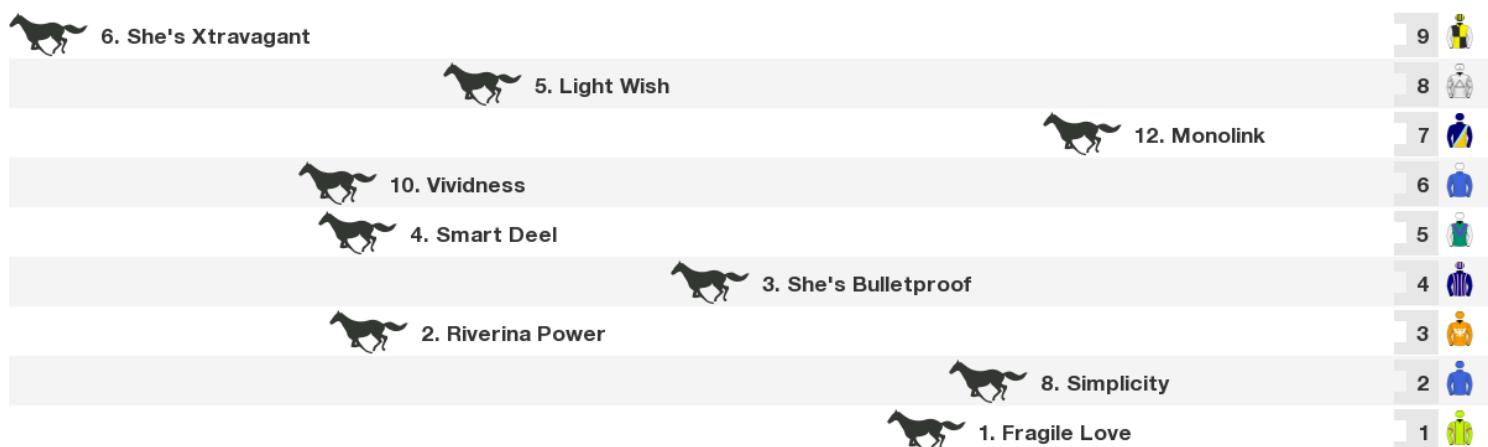 6. She's Xtravagant 9
5. Light Wish 8
12. Monolink 7
10. Vividness 6
4. Smart Deel 5
3. She's Bulletproof 4
2. Riverina Power 3
8. Simplicity 2
1. Fragile Love 1